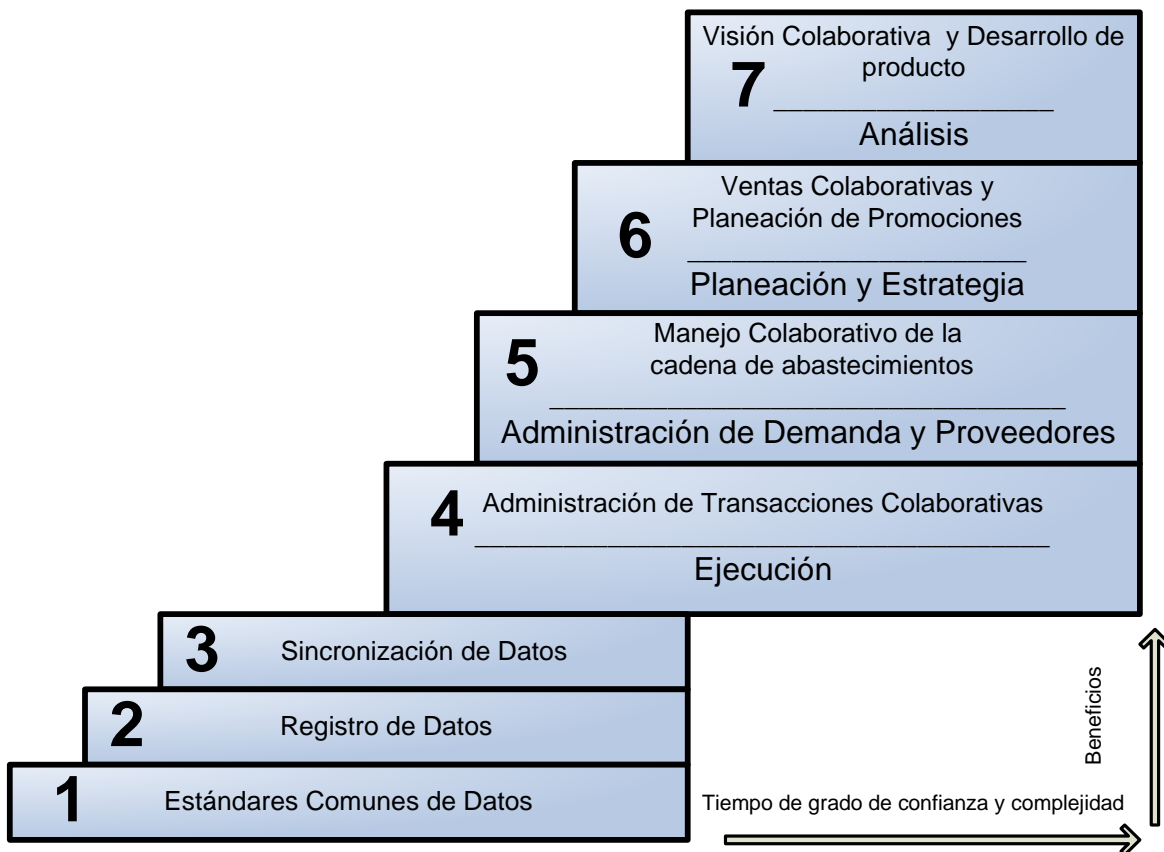 Visión Colaborativa y Desarrollo de
producto
7
Análisis
Ventas Colaborativas y
Planeación de Promociones
6
Planeación y Estrategia
Manejo Colaborativo de la
cadena de abastecimientos
5
Administración de Demanda y Proveedores
Administración de Transacciones Colaborativas
4
Ejecución
3 Sincronización de Datos
2 Registro de Datos
1 Estándares Comunes de Datos
Beneficios
Tiempo de grado de confianza y complejidad